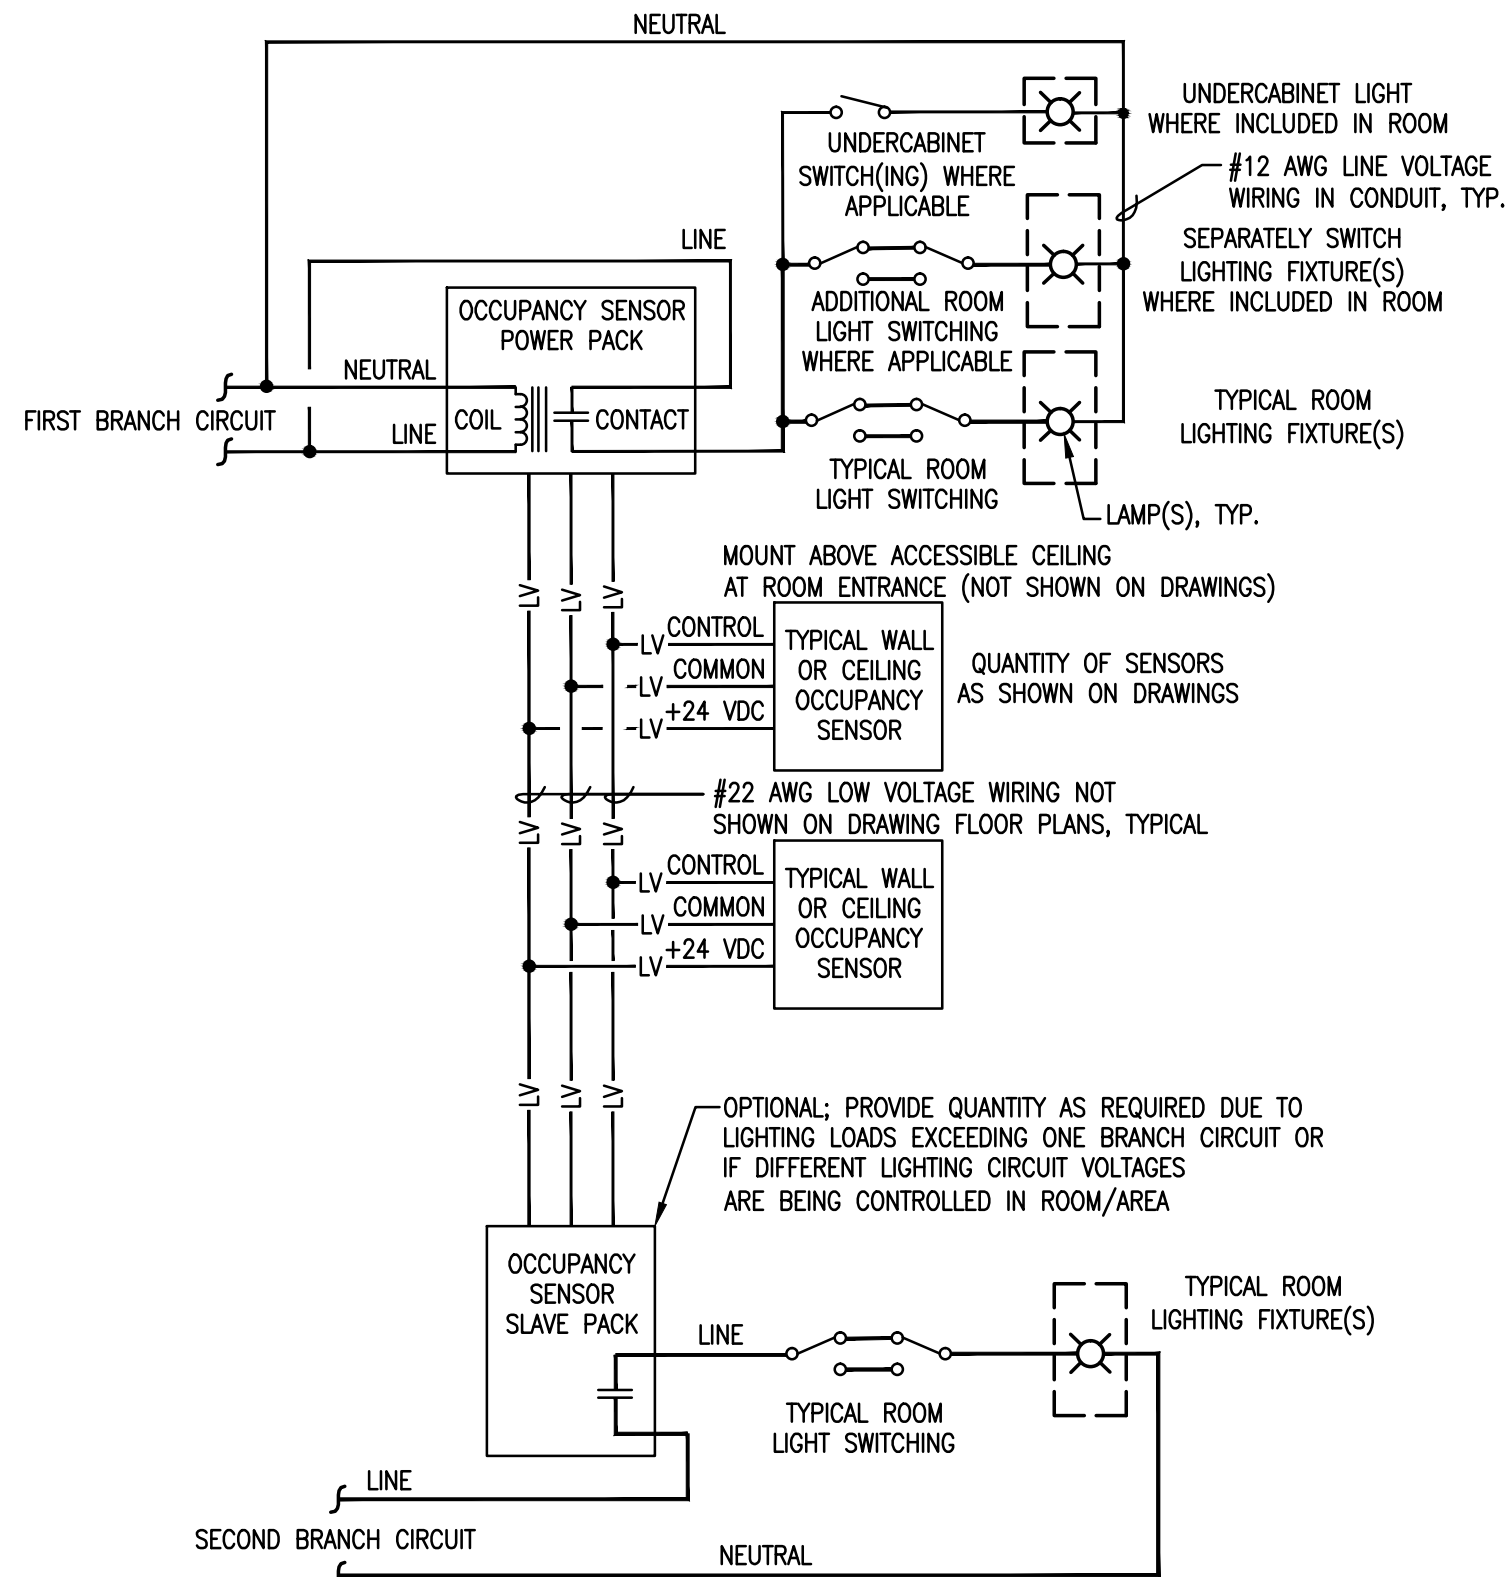 NEUTRAL
UNDERCABINET LIGHT
WHERE INCLUDED IN ROOM
UNDERCABINET
SWITCH(ING) WHERE
APPLICABLE
#12 AWG LINE VOLTAGE
WIRING IN CONDUIT, TYP.
LINE
SEPARATELY SWITCH
LIGHTING FIXTURE(S)
WHERE INCLUDED IN ROOM
ADDITIONAL ROOM
LIGHT SWITCHING
WHERE APPLICABLE
OCCUPANCY SENSOR
POWER PACK
NEUTRAL
FIRST BRANCH CIRCUIT
LINE
COIL
CONTACT
TYPICAL ROOM
LIGHTING FIXTURE(S)
TYPICAL ROOM
LIGHT SWITCHING
LAMP(S), TYP.
MOUNT ABOVE ACCESSIBLE CEILING
AT ROOM ENTRANCE (NOT SHOWN ON DRAWINGS)
LV
LV
LV
LV CONTROL
LV COMMON
LV +24 VDC
TYPICAL WALL
OR CEILING
OCCUPANCY
SENSOR
QUANTITY OF SENSORS
AS SHOWN ON DRAWINGS
#22 AWG LOW VOLTAGE WIRING NOT
SHOWN ON DRAWING FLOOR PLANS, TYPICAL
LV
LV
LV
LV CONTROL
LV COMMON
LV +24 VDC
TYPICAL WALL
OR CEILING
OCCUPANCY
SENSOR
LV
LV
LV
OPTIONAL; PROVIDE QUANTITY AS REQUIRED DUE TO
LIGHTING LOADS EXCEEDING ONE BRANCH CIRCUIT OR
IF DIFFERENT LIGHTING CIRCUIT VOLTAGES
ARE BEING CONTROLLED IN ROOM/AREA
OCCUPANCY
SENSOR
SLAVE PACK
LINE
TYPICAL ROOM
LIGHTING FIXTURE(S)
TYPICAL ROOM
LIGHT SWITCHING
LINE
SECOND BRANCH CIRCUIT
NEUTRAL